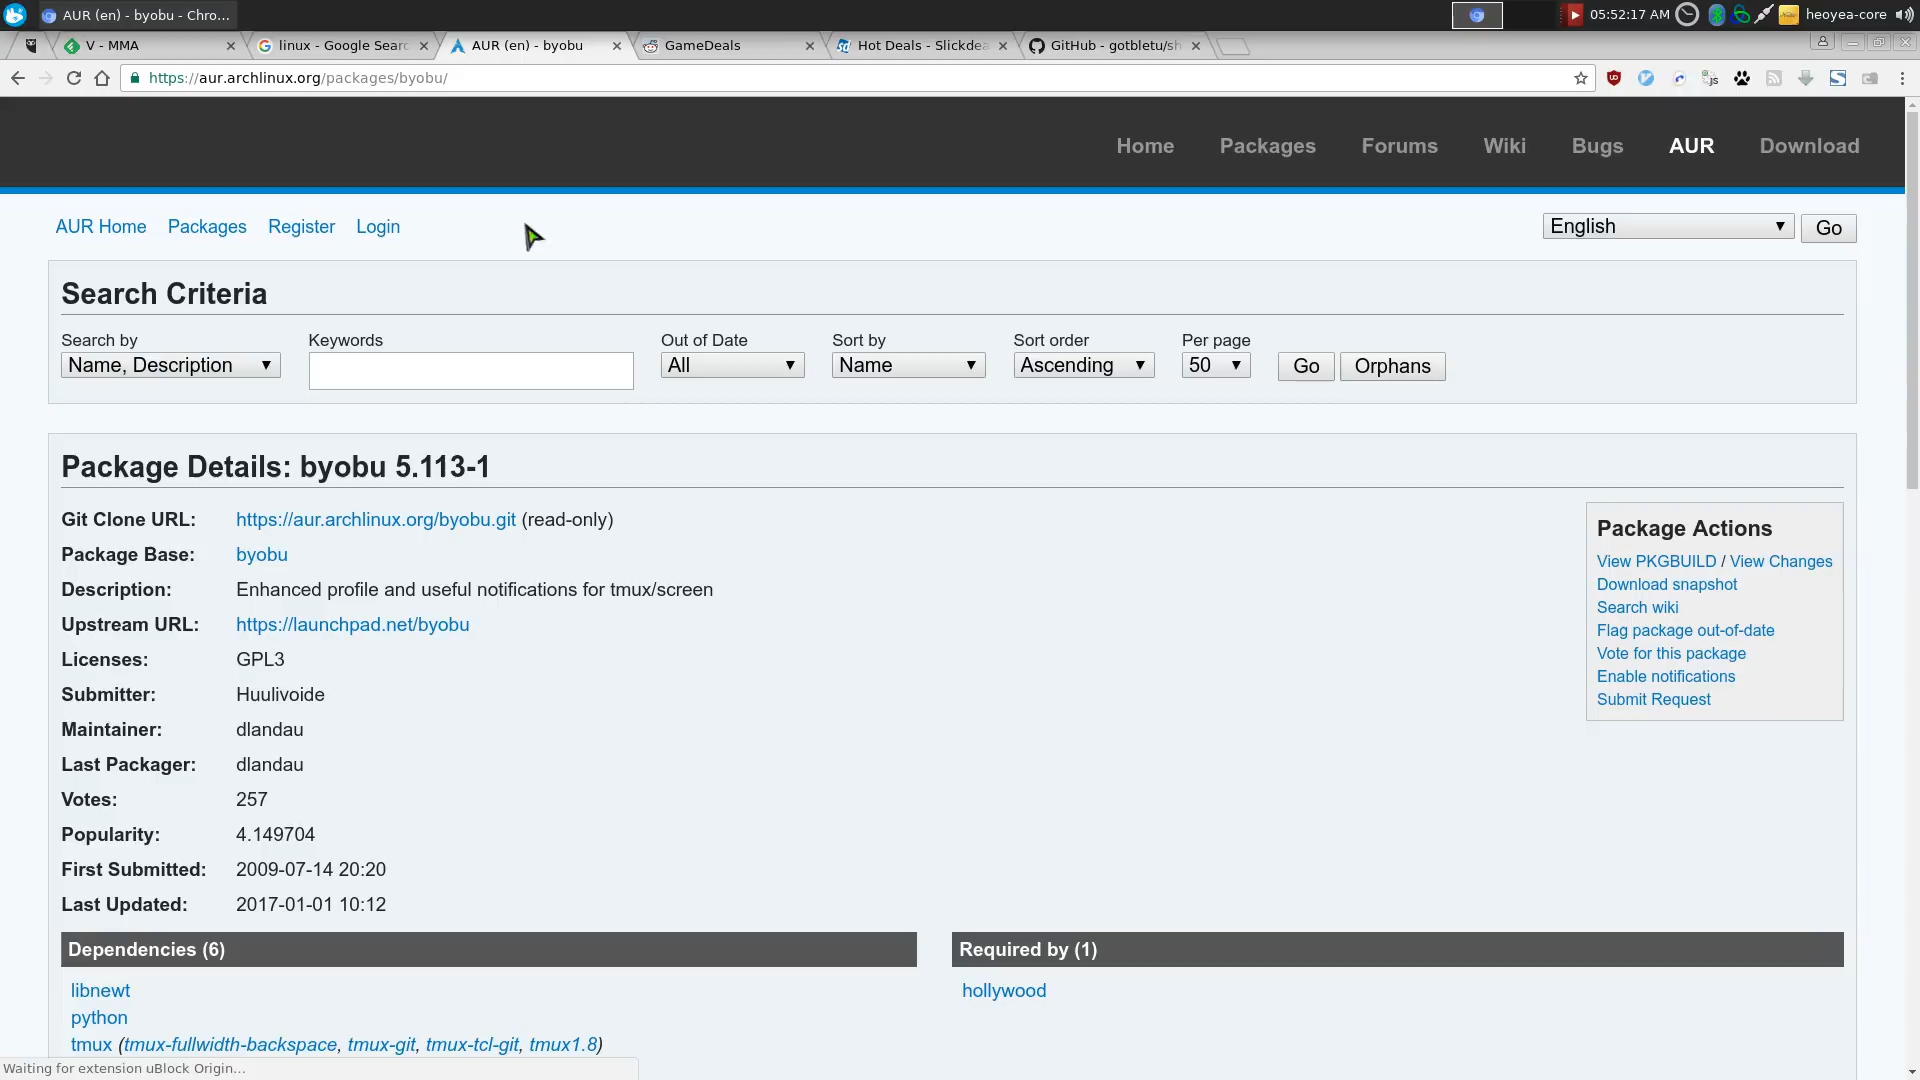 AUR (en) - byobu - Chro...
05:52:17 AM
heoyea-core
V - MMA
linux - Google Searc
AUR (en) - byobu
GameDeals
Hot Deals - Slickdea
GitHub - gotbletu/sh
https://aur.archlinux.org/packages/byobu/
Home Packages Forums Wiki Bugs AUR Download
AUR Home Packages Register Login
English
Go
Search Criteria
Search by
Keywords
Out of Date
Sort by
Sort order
Per page
Name, Description
All
Name
Ascending
50
Go
Orphans
Package Details: byobu 5.113-1
Git Clone URL: https://aur.archlinux.org/byobu.git (read-only)
Package Base: byobu
Description: Enhanced profile and useful notifications for tmux/screen
Upstream URL: https://launchpad.net/byobu
Licenses: GPL3
Submitter: Huulivoide
Maintainer: dlandau
Last Packager: dlandau
Votes: 257
Popularity: 4.149704
First Submitted: 2009-07-14 20:20
Last Updated: 2017-01-01 10:12
Package Actions
View PKGBUILD / View Changes
Download snapshot
Search wiki
Flag package out-of-date
Vote for this package
Enable notifications
Submit Request
Dependencies (6)
libnewt
python
tmux (tmux-fullwidth-backspace, tmux-git, tmux-tcl-git, tmux1.8)
Required by (1)
hollywood
Waiting for extension uBlock Origin...